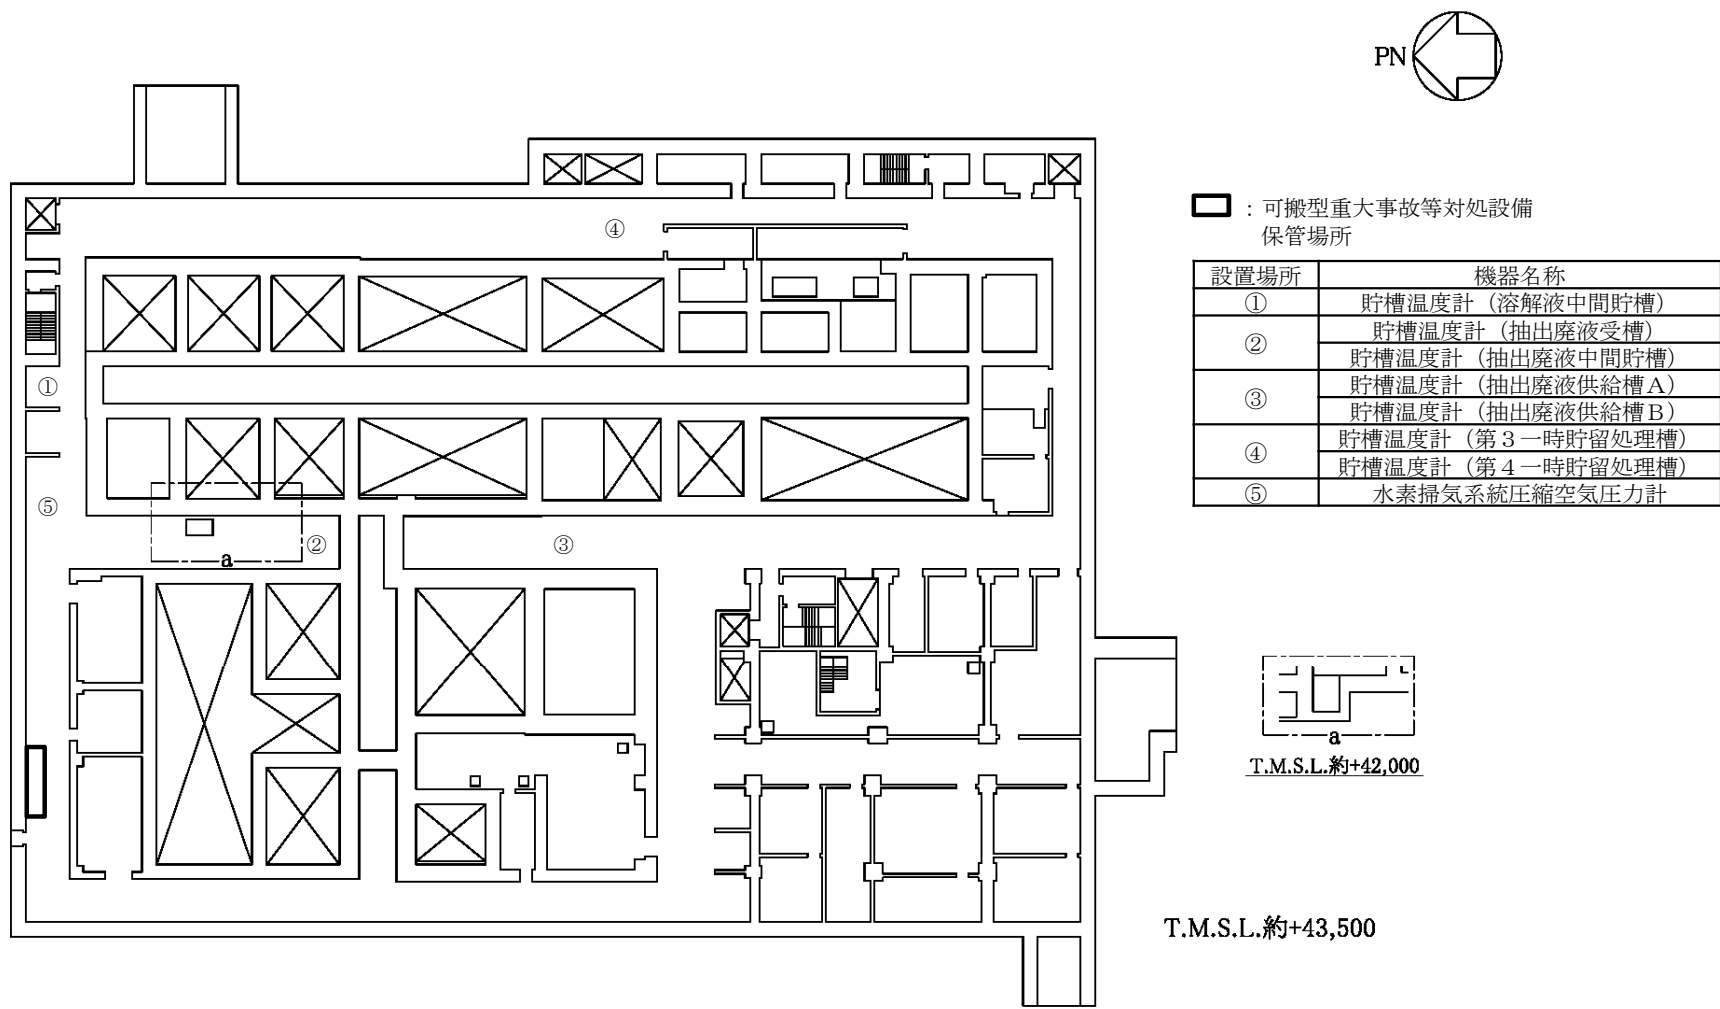 PN
：可搬型重大事故等対処設備
保管場所
設置場所 機器名称
① 貯槽温度計（溶解液中間貯槽）
② 貯槽温度計（抽出廃液受槽）
貯槽温度計（抽出廃液中間貯槽）
③ 貯槽温度計（抽出廃液供給槽A）
貯槽温度計（抽出廃液供給槽B）
④ 貯槽温度計（第３一時貯留処理槽）
貯槽温度計（第４一時貯留処理槽）
⑤ 水素掃気系統圧縮空気圧力計
④
①
⑤
②
③
a
a
T.M.S.L.約+42,000
T.M.S.L.約+43,500